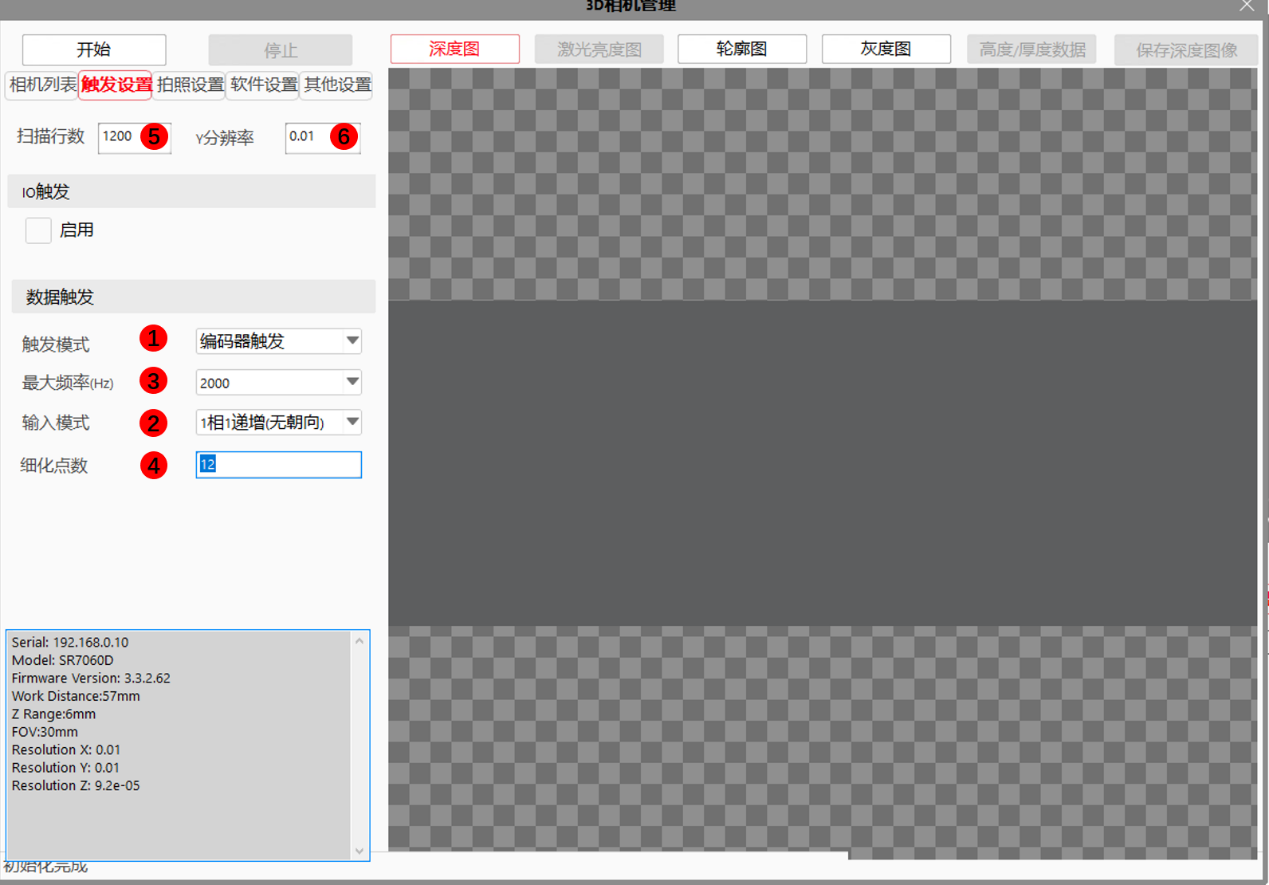 3D相机管理
开始 停止 深度图 激光亮度图 轮廓图 灰度图 高度/厚度数据 保存深度图像
相机列表 触发设置 拍照设置 软件设置 其他设置
扫描行数 1200 5 Y分辨率 0.01 6
IO触发
启用
数据触发
触发模式 1 编码器触发
最大频率(Hz) 3 2000
输入模式 2 1相1递增(无朝向)
细化点数 4 12
Serial: 192.168.0.10
Model: SR7060D
Firmware Version: 3.3.2.62
Work Distance:57mm
Z Range:6mm
FOV:30mm
Resolution X: 0.01
Resolution Y: 0.01
Resolution Z: 9.2e-05
初始化完成